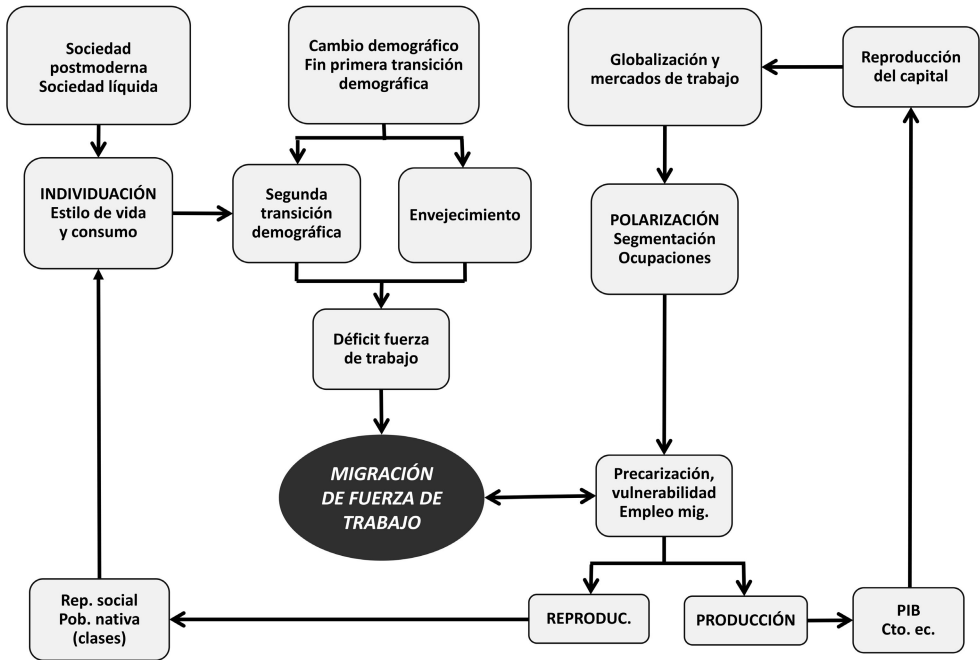 Sociedad
postmoderna
Sociedad líquida
Cambio demográfico
Fin primera transición
demográfica
Globalización y
mercados de trabajo
Reproducción
del capital
INDIVIDUACIÓN
Estilo de vida
y consumo
Segunda
transición
demográfica
Envejecimiento
POLARIZACIÓN
Segmentación
Ocupaciones
Déficit fuerza
de trabajo
MIGRACIÓN
DE FUERZA DE
TRABAJO
Precarización,
vulnerabilidad
Empleo mig.
Rep. social
Pob. nativa
(clases)
REPRODUC.
PRODUCCIÓN
PIB
Cto. ec.